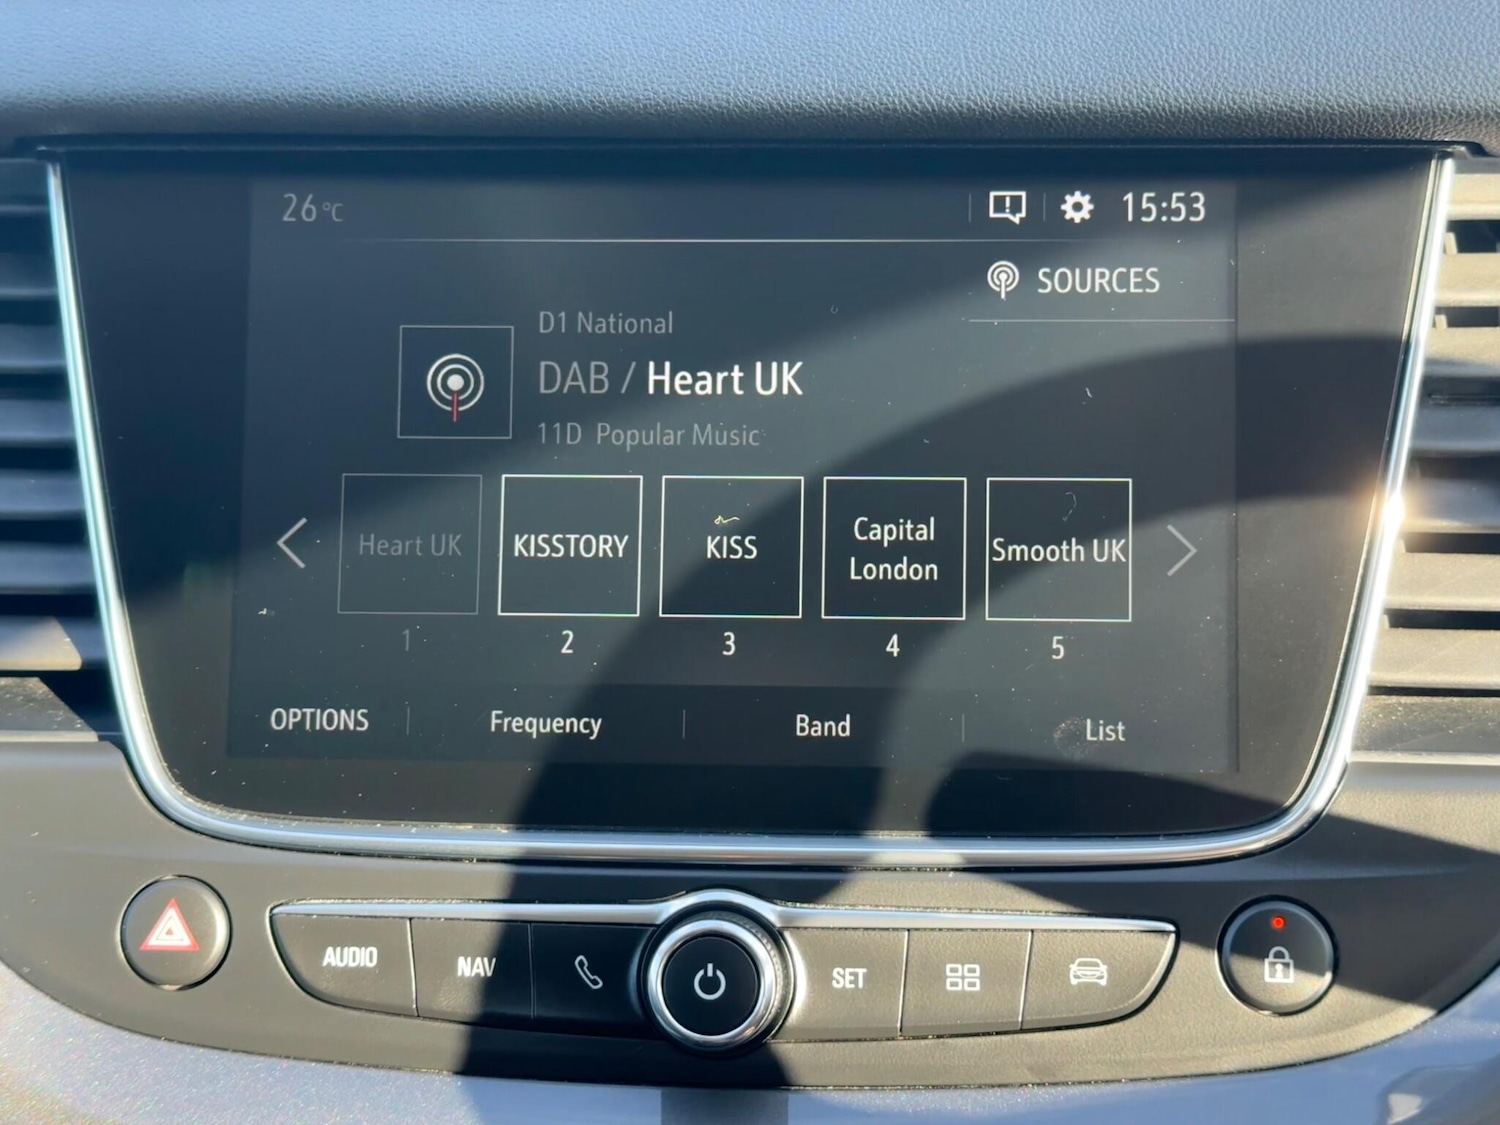 26°C
15:53
SOURCES
D1 National
DAB / Heart UK
11D Popular Music
Heart UK
KISSTORY
KISS
Capital
London
Smooth UK
1
2
3
4
5
OPTIONS
Frequency
Band
List
AUDIO
NAV
SET